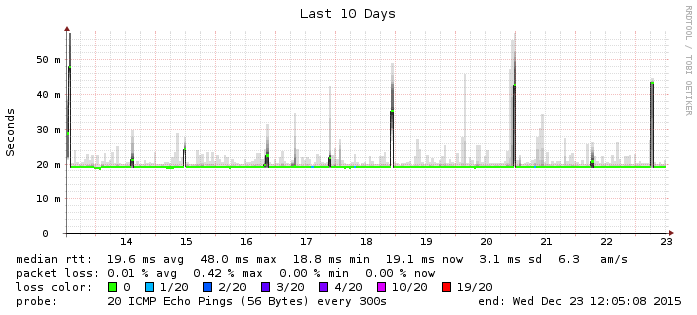 Last 10 Days
RRDTOOL / TOBI OETIKER
Seconds
50 m
40 m
30 m
20 m
10 m
0
14 15 16 17 18 19 20 21 22 23
median rtt: 19.6 ms avg 48.0 ms max 18.8 ms min 19.1 ms now 3.1 ms sd 6.3 am/s
packet loss: 0.01 % avg 0.42 % max 0.00 % min 0.00 % now
loss color: 0 1/20 2/20 3/20 4/20 10/20 19/20
probe: 20 ICMP Echo Pings (56 Bytes) every 300s end: Wed Dec 23 12:05:08 2015